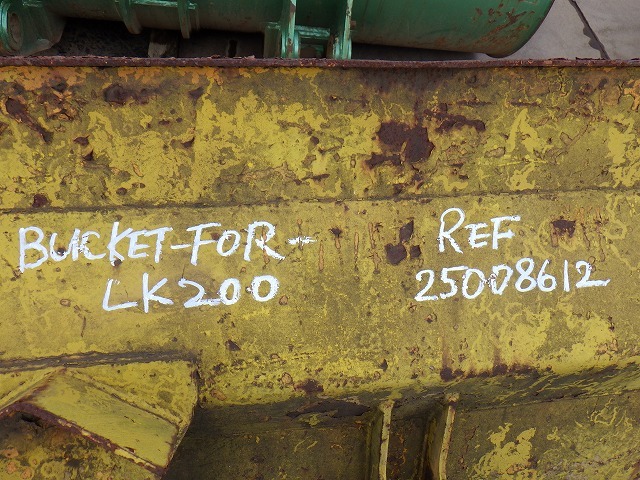 BUCKET-FOR-
LK200
REF
25008612